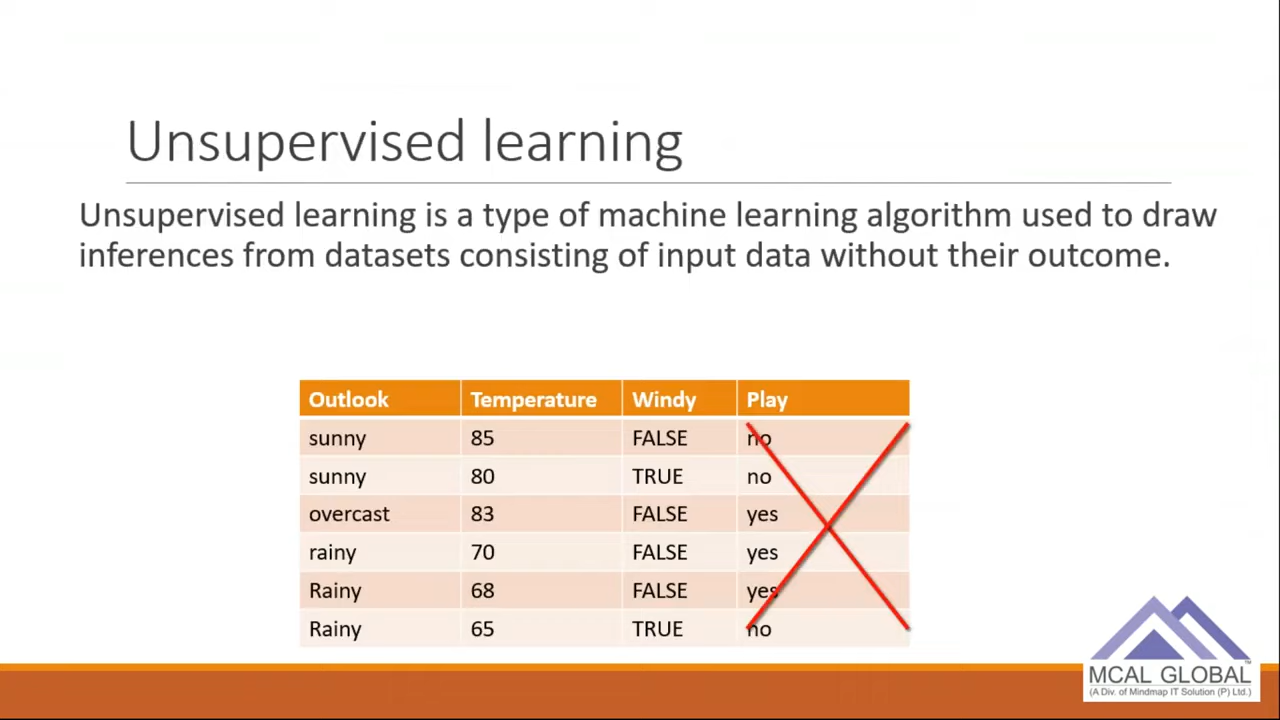 Unsupervised learning
Unsupervised learning is a type of machine learning algorithm used to draw
inferences from datasets consisting of input data without their outcome.
Outlook Temperature Windy Play
sunny 85 FALSE no
sunny 80 TRUE no
overcast 83 FALSE yes
rainy 70 FALSE yes
Rainy 68 FALSE yes
Rainy 65 TRUE no
MCAL GLOBAL™
(A Div. of Mindmap IT Solution (P) Ltd.)